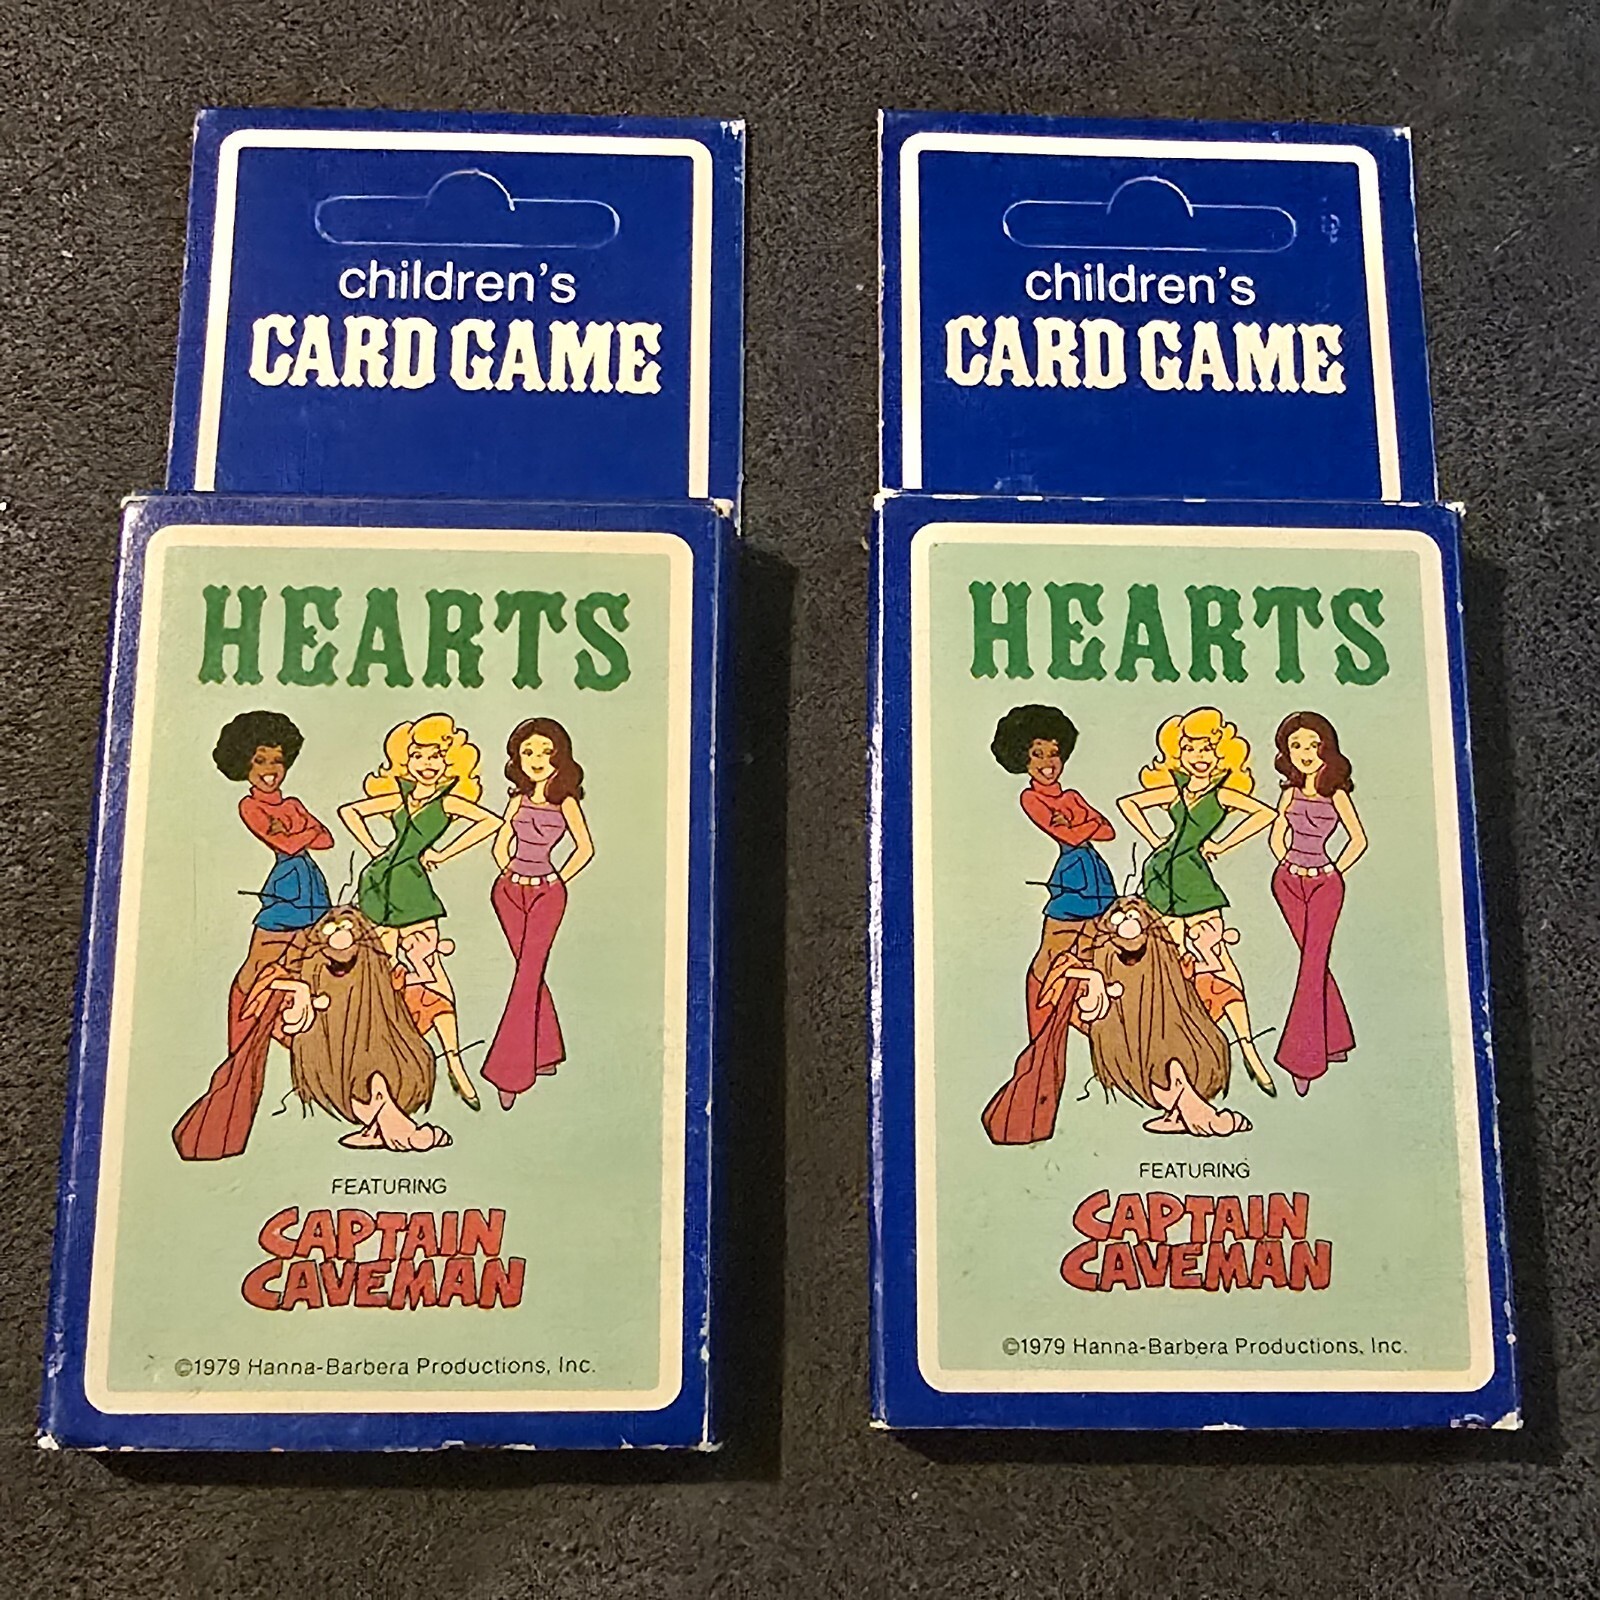 children's
CARD GAME
HEARTS
FEATURING
CAPTAIN
CAVEMAN
©1979 Hanna-Barbera Productions, Inc.
children's
CARD GAME
HEARTS
FEATURING
CAPTAIN
CAVEMAN
©1979 Hanna-Barbera Productions, Inc.